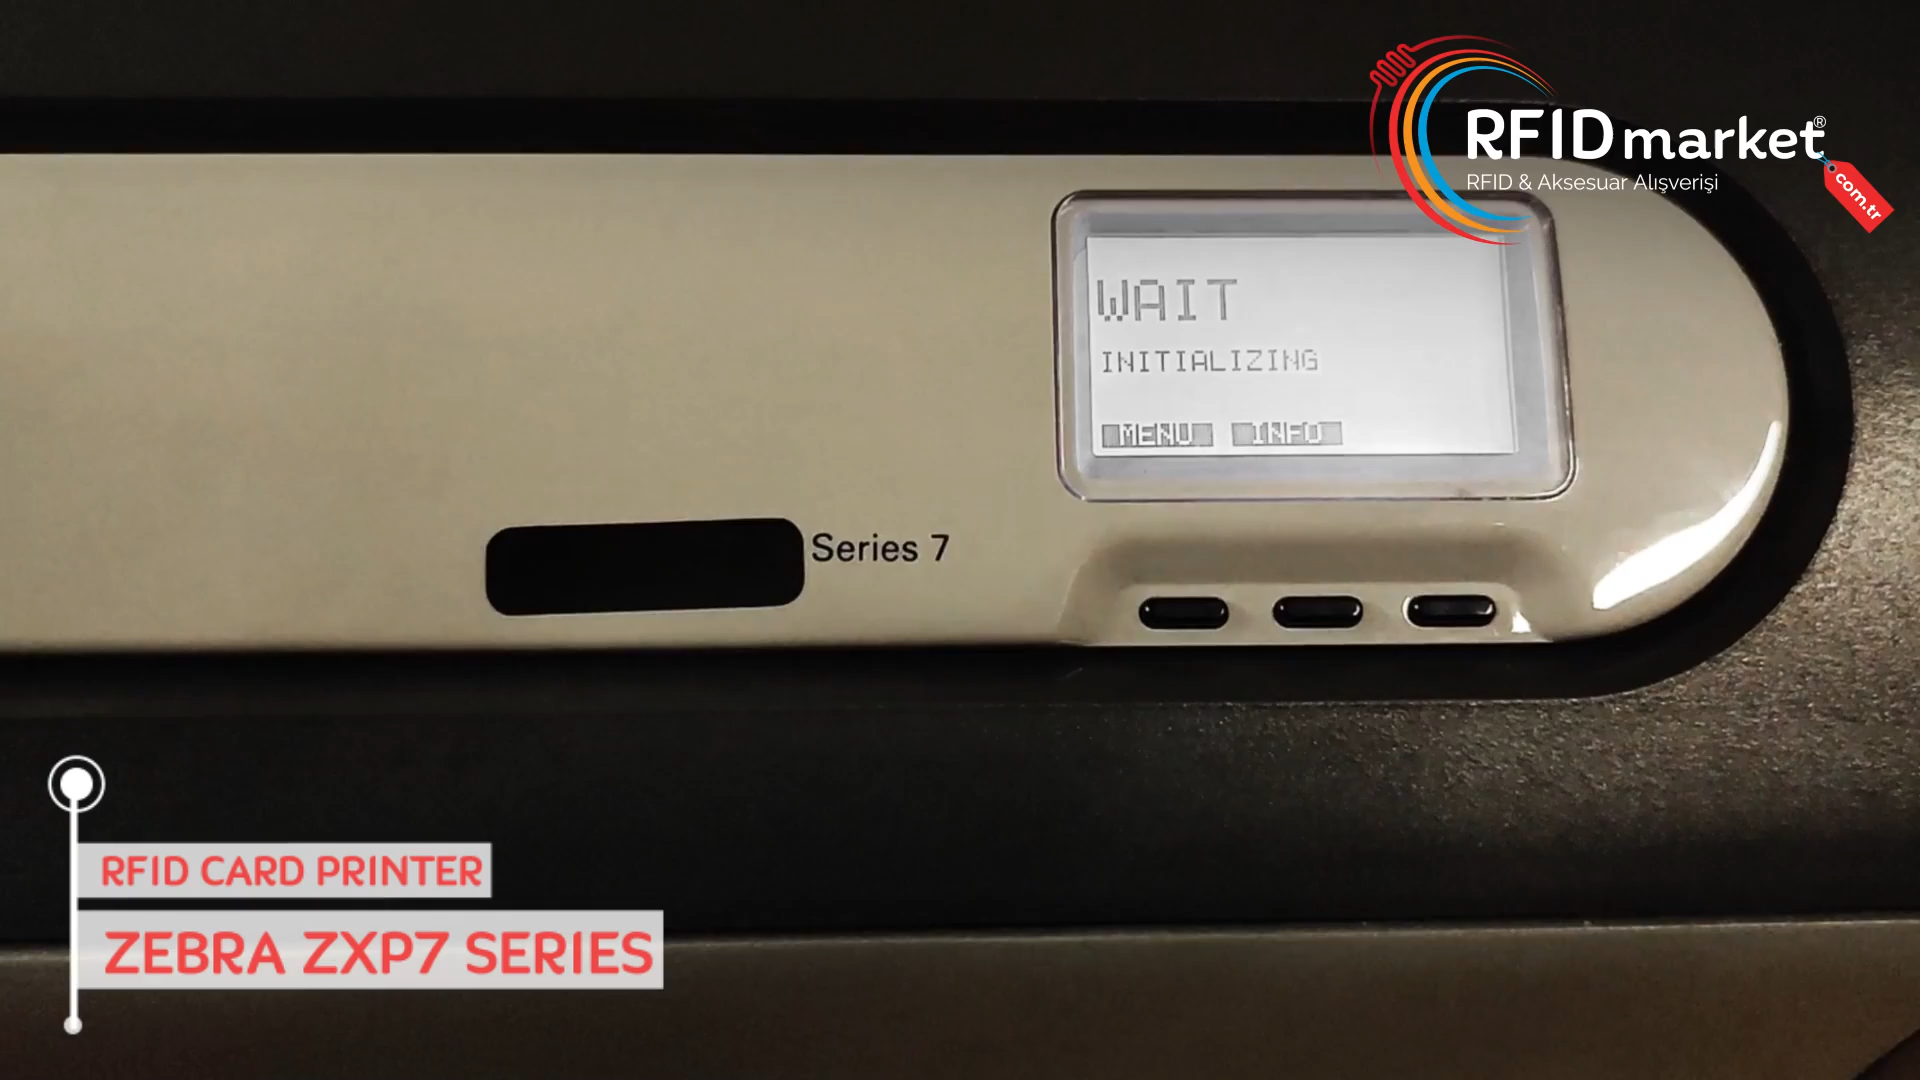 RFIDmarket®
RFID & Aksesuar Alışverişi
com.tr
WAIT
INITIALIZING
MENU INFO
Series 7
RFID CARD PRINTER
ZEBRA ZXP7 SERIES